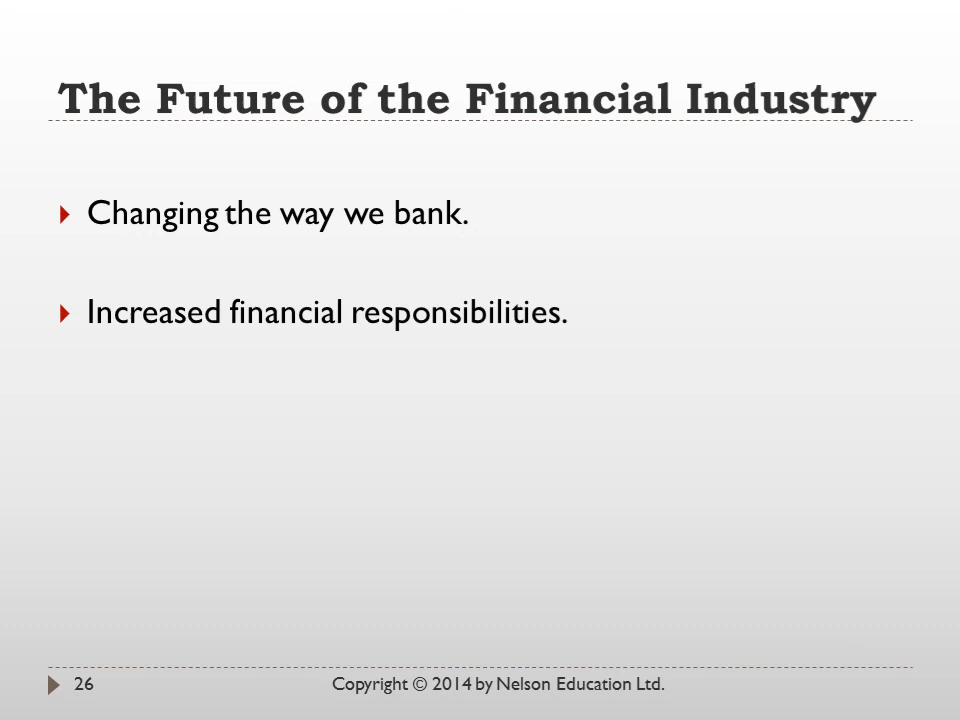 The Future of the Financial Industry
Changing the way we bank.
Increased financial responsibilities.
26 Copyright © 2014 by Nelson Education Ltd.